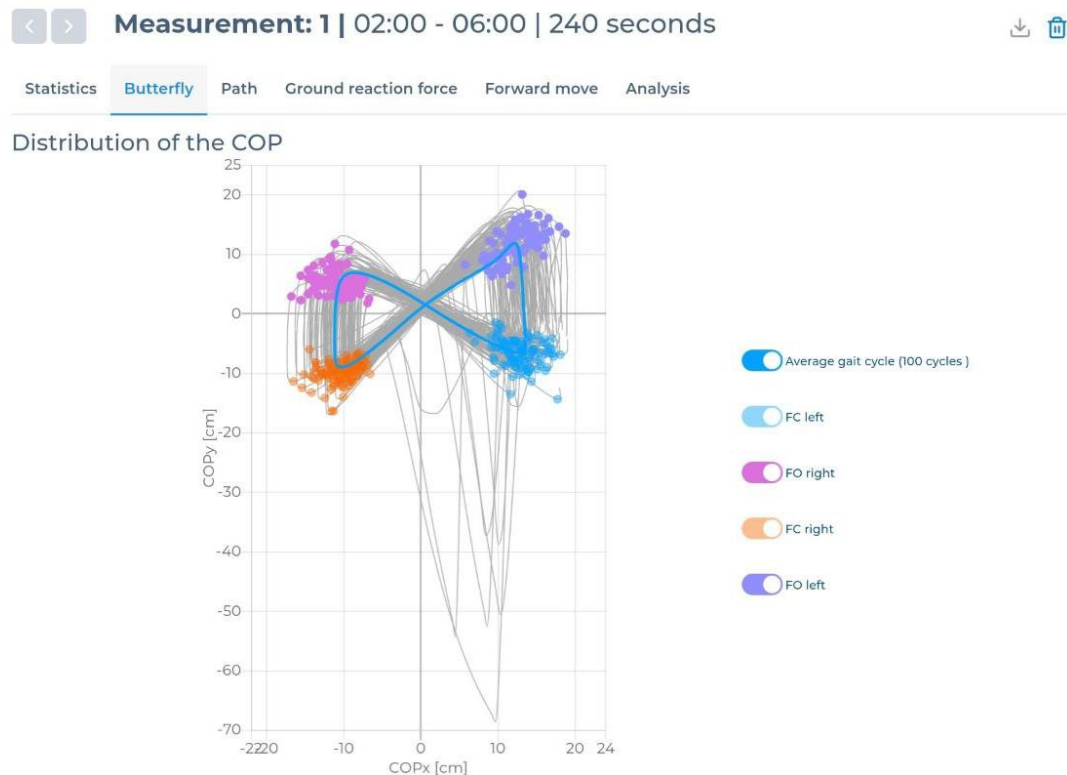 Measurement: 1 | 02:00 - 06:00 | 240 seconds
Statistics Butterfly Path Ground reaction force Forward move Analysis
Distribution of the COP
25
20
10
0
-10
-20
-30
-40
-50
-60
-70
COPy [cm]
-22 -20 -10 0 10 20 24
COPx [cm]
Average gait cycle (100 cycles )
FC left
FO right
FC right
FO left